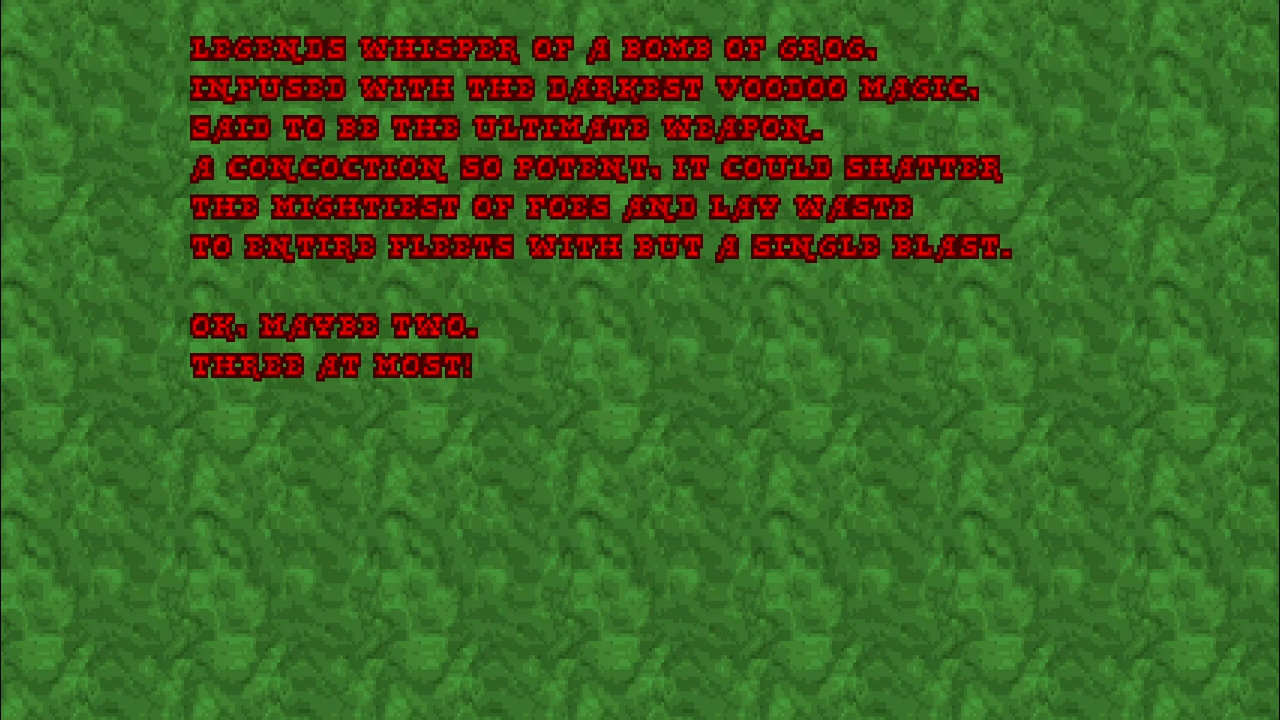 LEGENDS WHISPER OF A BOMB OF GROG,
INFUSED WITH THE DARKEST VOODOO MAGIC,
SAID TO BE THE ULTIMATE WEAPON.
A CONCOCTION SO POTENT, IT COULD SHATTER
THE MIGHTIEST OF FOES AND LAY WASTE
TO ENTIRE FLEETS WITH BUT A SINGLE BLAST.
OK, MAYBE TWO.
THREE AT MOST!